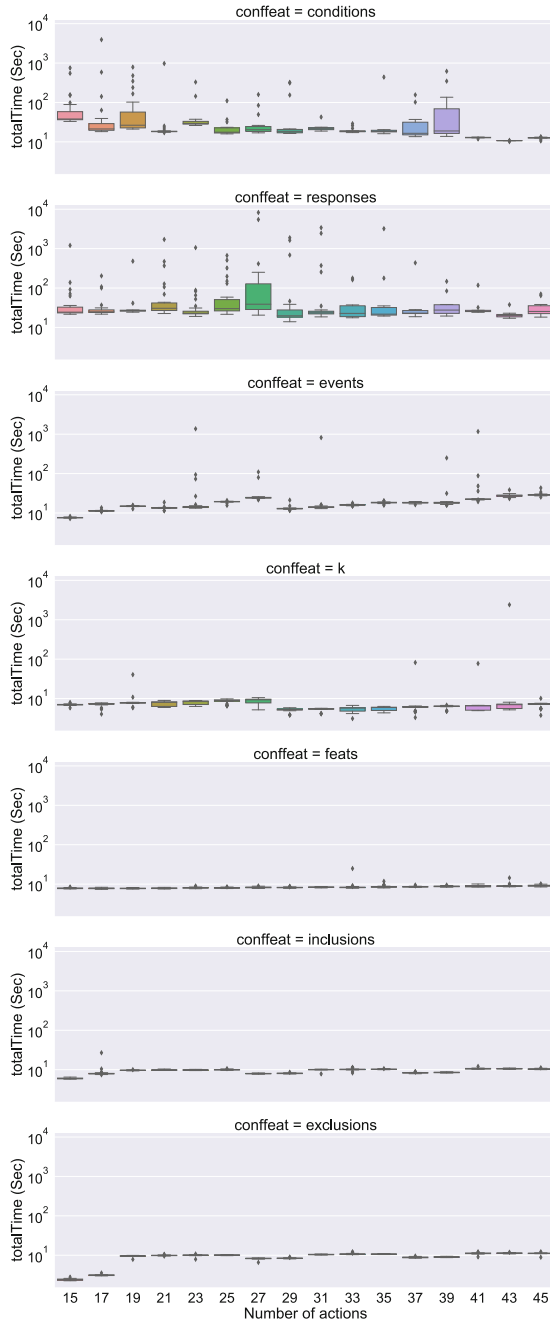 conffeat = conditions
totalTime (Sec)
10^4
10^3
10^2
10^1
conffeat = responses
totalTime (Sec)
10^4
10^3
10^2
10^1
conffeat = events
totalTime (Sec)
10^4
10^3
10^2
10^1
conffeat = k
totalTime (Sec)
10^4
10^3
10^2
10^1
conffeat = feats
totalTime (Sec)
10^4
10^3
10^2
10^1
conffeat = inclusions
totalTime (Sec)
10^4
10^3
10^2
10^1
conffeat = exclusions
totalTime (Sec)
10^4
10^3
10^2
10^1
15 17 19 21 23 25 27 29 31 33 35 37 39 41 43 45
Number of actions